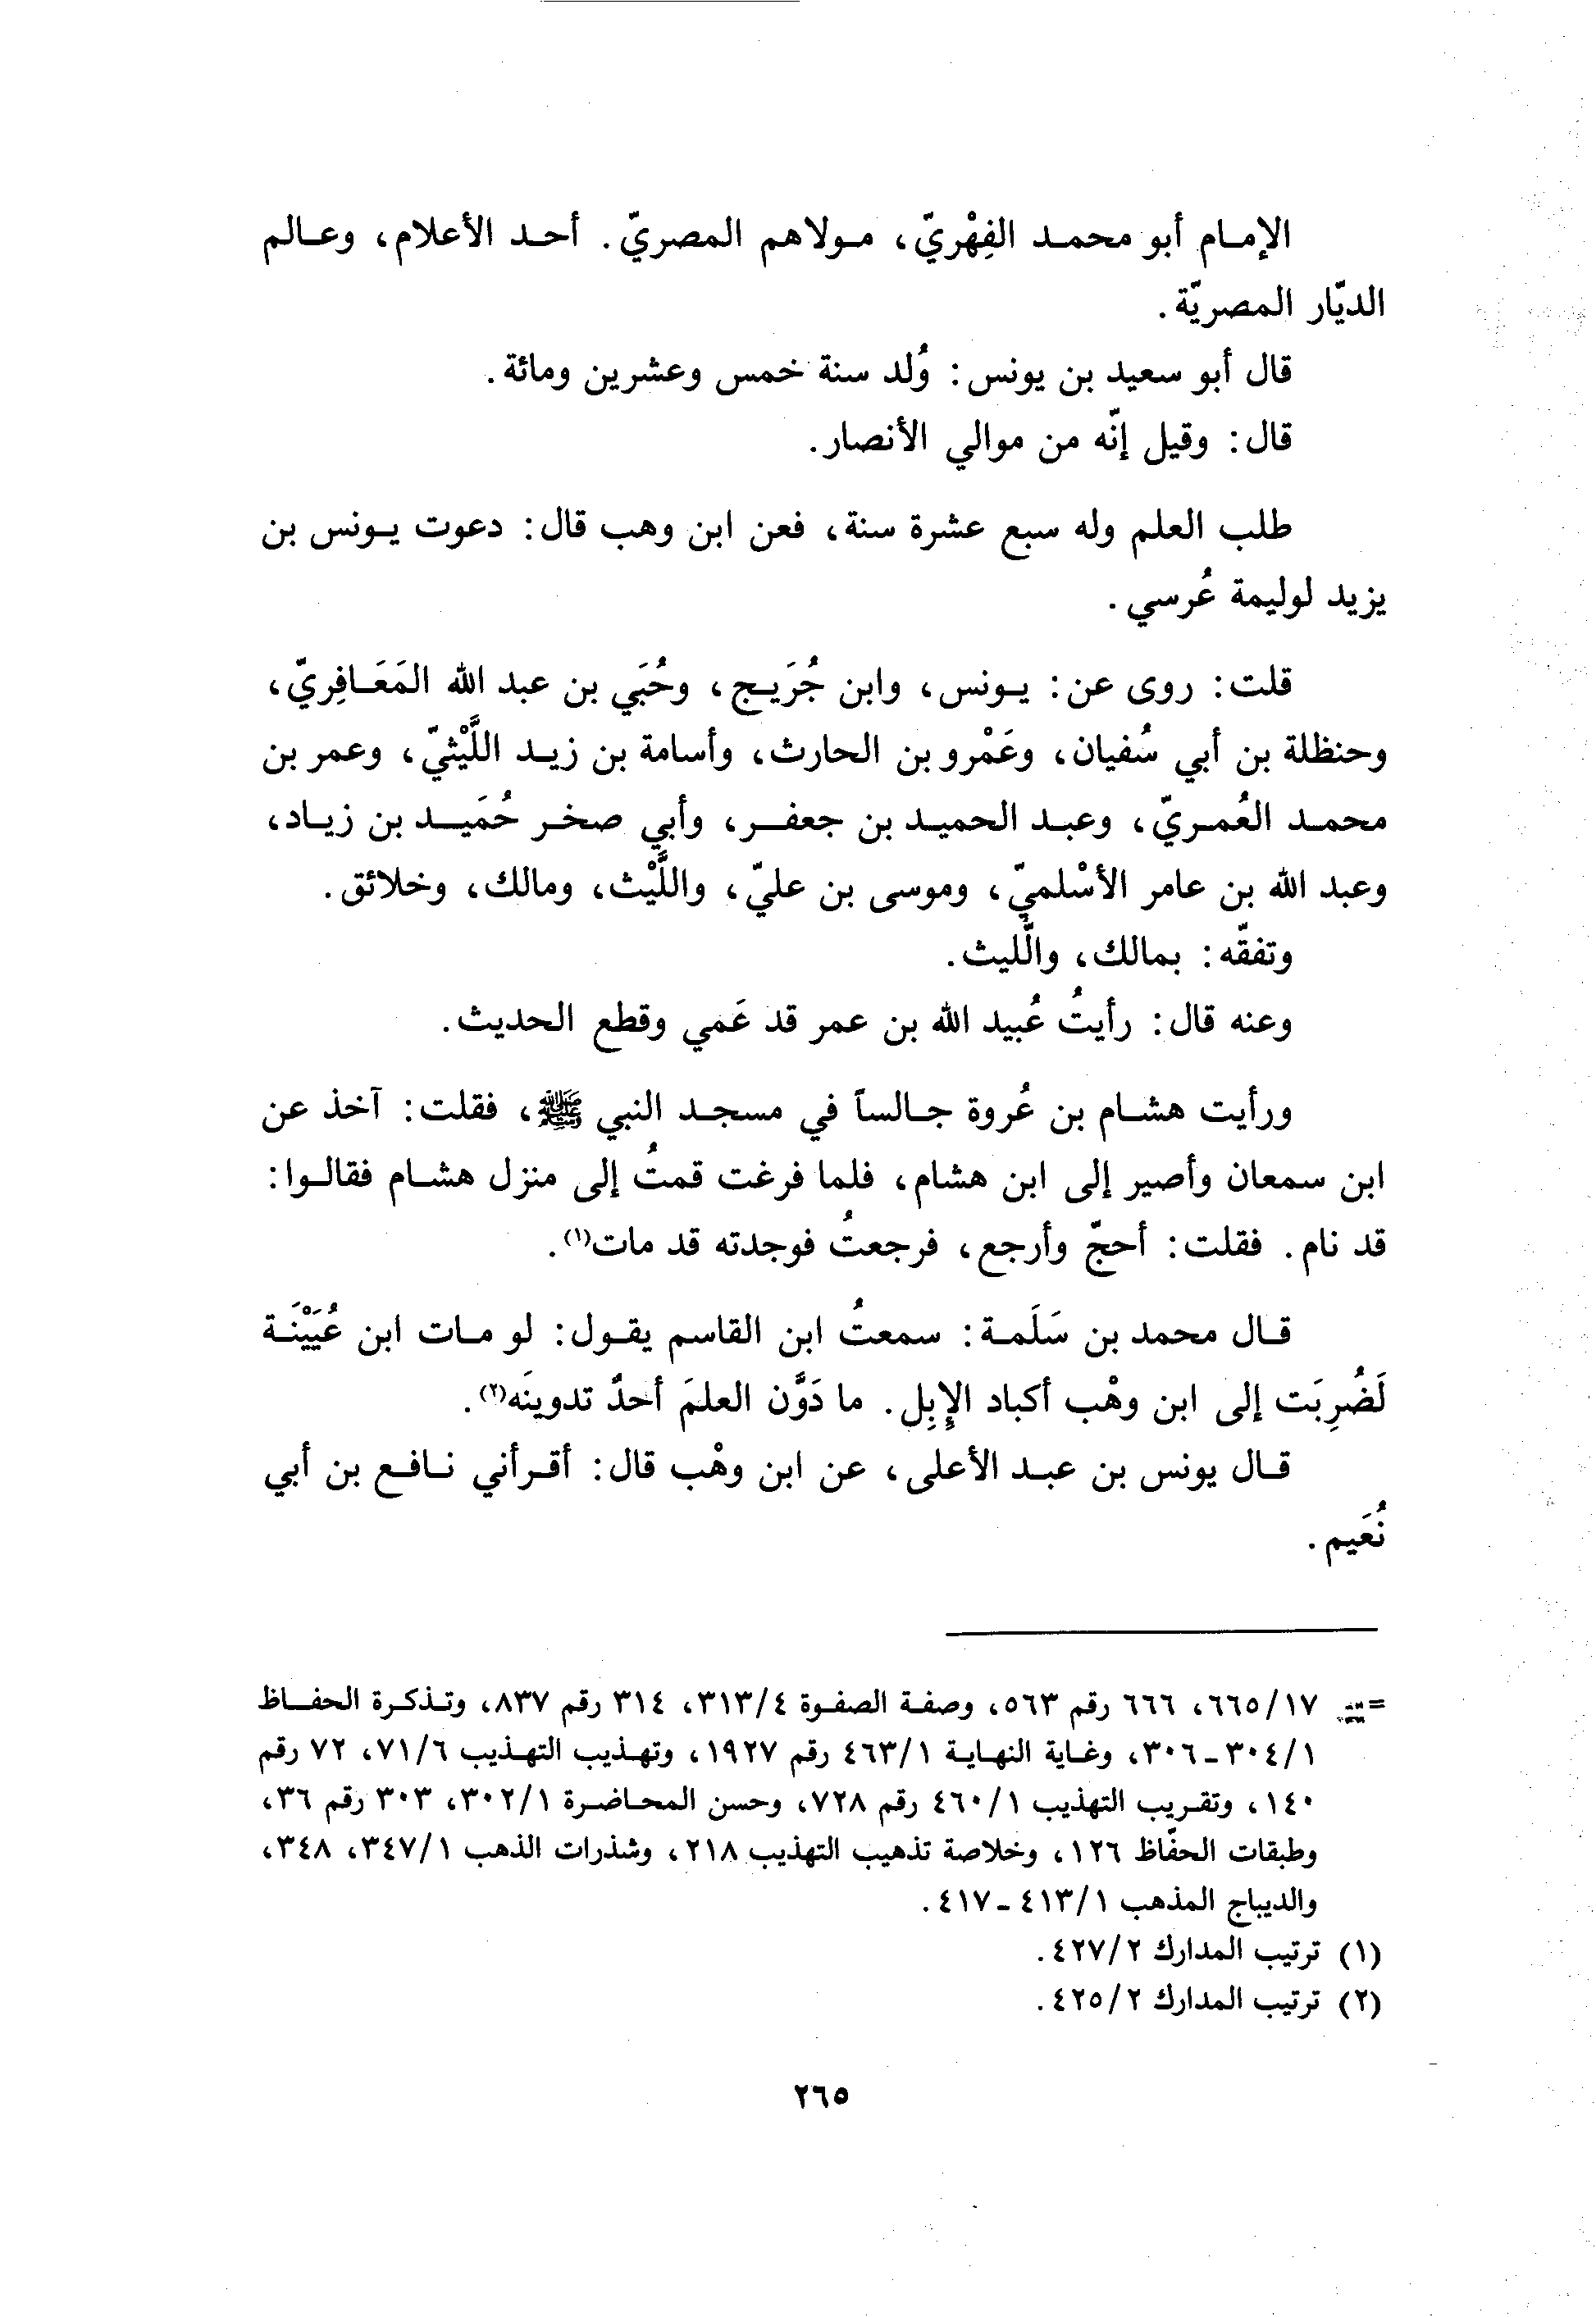 الإمام أبو محمد الفِهْريّ، مولاهم المصريّ. أحد الأعلام، وعالم
الديّار المصريّة.
قال أبو سعيد بن يونس: وُلد سنة خمس وعشرين ومائة.
قال: وقيل إنّه من موالي الأنصار.
طلب العلم وله سبع عشرة سنة، فعن ابن وهب قال: دعوت يونس بن
يزيد لوليمة عُرسي.
قلت: روى عن: يونس، وابن جُرَيج، وحُبَي بن عبد الله المَعَافِريّ،
وحنظلة بن أبي سُفيان، وعَمْرو بن الحارث، وأسامة بن زيد اللَّيْثيّ، وعمر بن
محمد العُمريّ، وعبد الحميد بن جعفر، وأبي صخر حُمَيد بن زياد،
وعبد الله بن عامر الأسْلميّ، وموسى بن عليّ، واللَّيْث، ومالك، وخلائق.
وتفقّه: بمالك، والَّليث.
وعنه قال: رأيتُ عُبيد الله بن عمر قد عَمي وقطع الحديث.
ورأيت هشام بن عُروة جالساً في مسجد النبي ﷺ، فقلت: آخذ عن
ابن سمعان وأصير إلى ابن هشام، فلما فرغت قمتُ إلى منزل هشام فقالوا:
قد نام. فقلت: أحجّ وأرجع، فرجعتُ فوجدته قد مات(١).
قال محمد بن سَلَمة: سمعتُ ابن القاسم يقول: لو مات ابن عُيَيْنَة
لَضُرِبَت إلى ابن وهْب أكباد الإِبِل. ما دَوَّن العلمَ أحدٌ تدوينَه(٢).
قال يونس بن عبد الأعلى، عن ابن وهْب قال: أقرأني نافع بن أبي
نُعَيم.
= ١٧/٦٦٥، ٦٦٦ رقم ٥٦٣، وصفة الصفوة ٤/٣١٣، ٣١٤ رقم ٨٣٧، وتذكرة الحفاظ
١/٣٠٤-٣٠٦، وغاية النهاية ١/٤٦٣ رقم ١٩٢٧، وتهذيب التهذيب ٦/٧١، ٧٢ رقم
١٤٠، وتقريب التهذيب ١/٤٦٠ رقم ٧٢٨، وحسن المحاضرة ١/٣٠٢، ٣٠٣ رقم ٣٦،
وطبقات الحفّاظ ١٢٦، وخلاصة تذهيب التهذيب ٢١٨، وشذرات الذهب ١/٣٤٧، ٣٤٨،
والديباج المذهب ١/٤١٣-٤١٧.
(١) ترتيب المدارك ٢/٤٢٧.
(٢) ترتيب المدارك ٢/٤٢٥.
٢٦٥